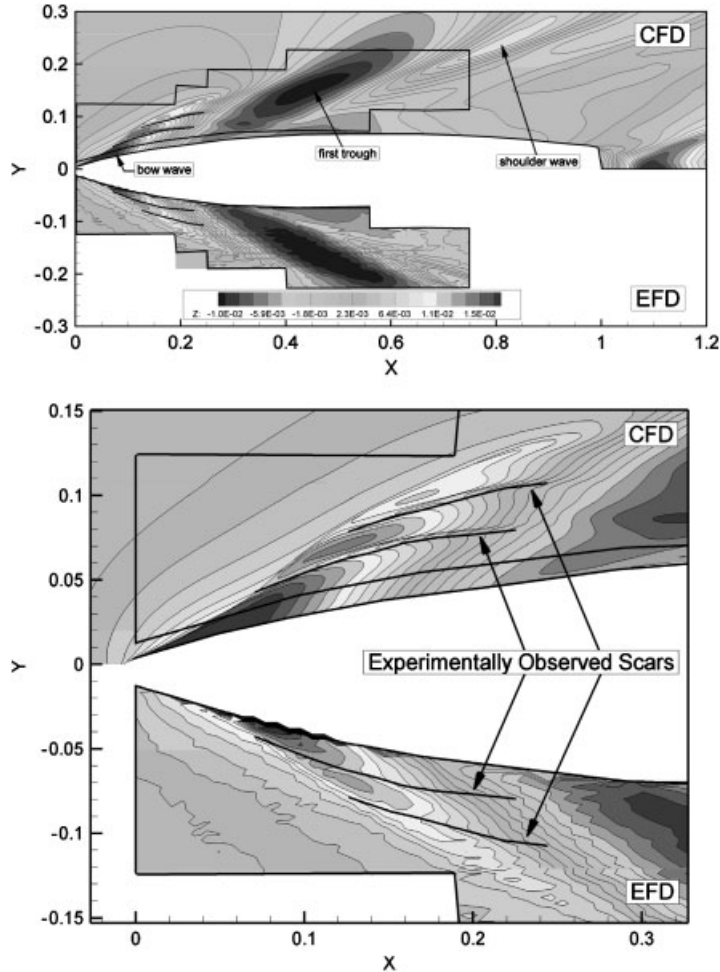 0.3
CFD
0.2
0.1
first trough
shoulder wave
bow wave
Y
0
-0.1
-0.2
EFD
Z: -1.0E-02 -5.9E-03 -1.8E-03 2.3E-03 6.4E-03 1.1E-02 1.5E-02
-0.3
0 0.2 0.4 0.6 0.8 1 1.2
X
0.15
CFD
0.1
0.05
Y
0
Experimentally Observed Scars
-0.05
-0.1
EFD
-0.15
0 0.1 0.2 0.3
X